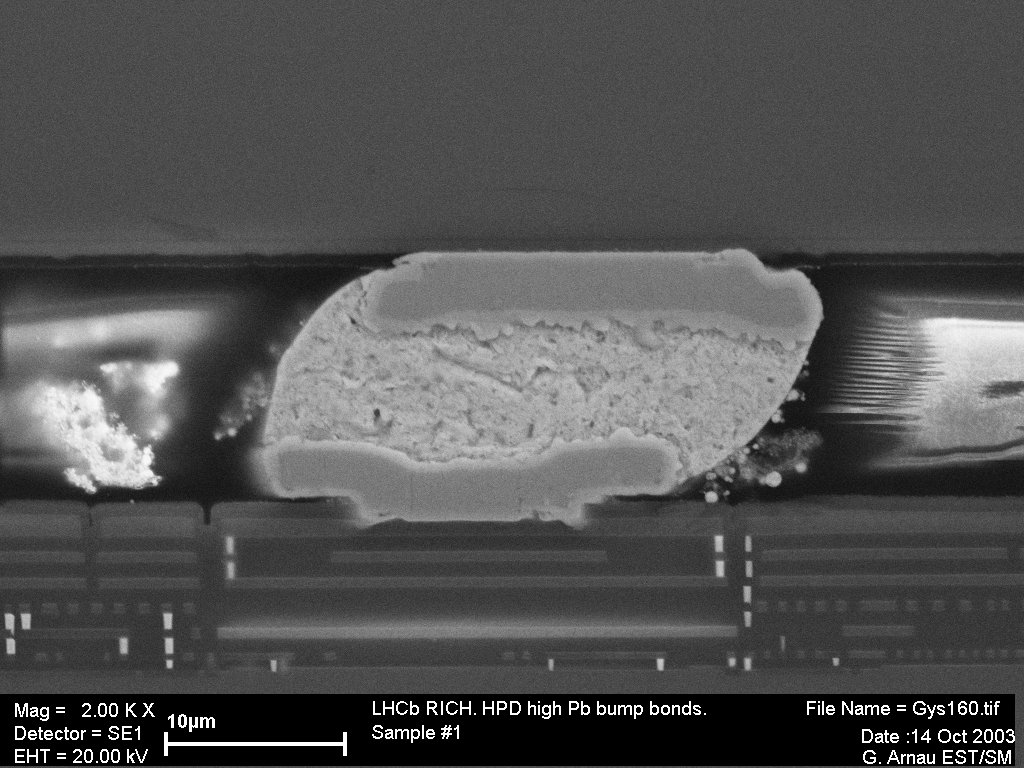 Mag = 2.00 K X
Detector = SE1
EHT = 20.00 kV
10µm
LHCb RICH. HPD high Pb bump bonds.
Sample #1
File Name = Gys160.tif
Date :14 Oct 2003
G. Arnau EST/SM